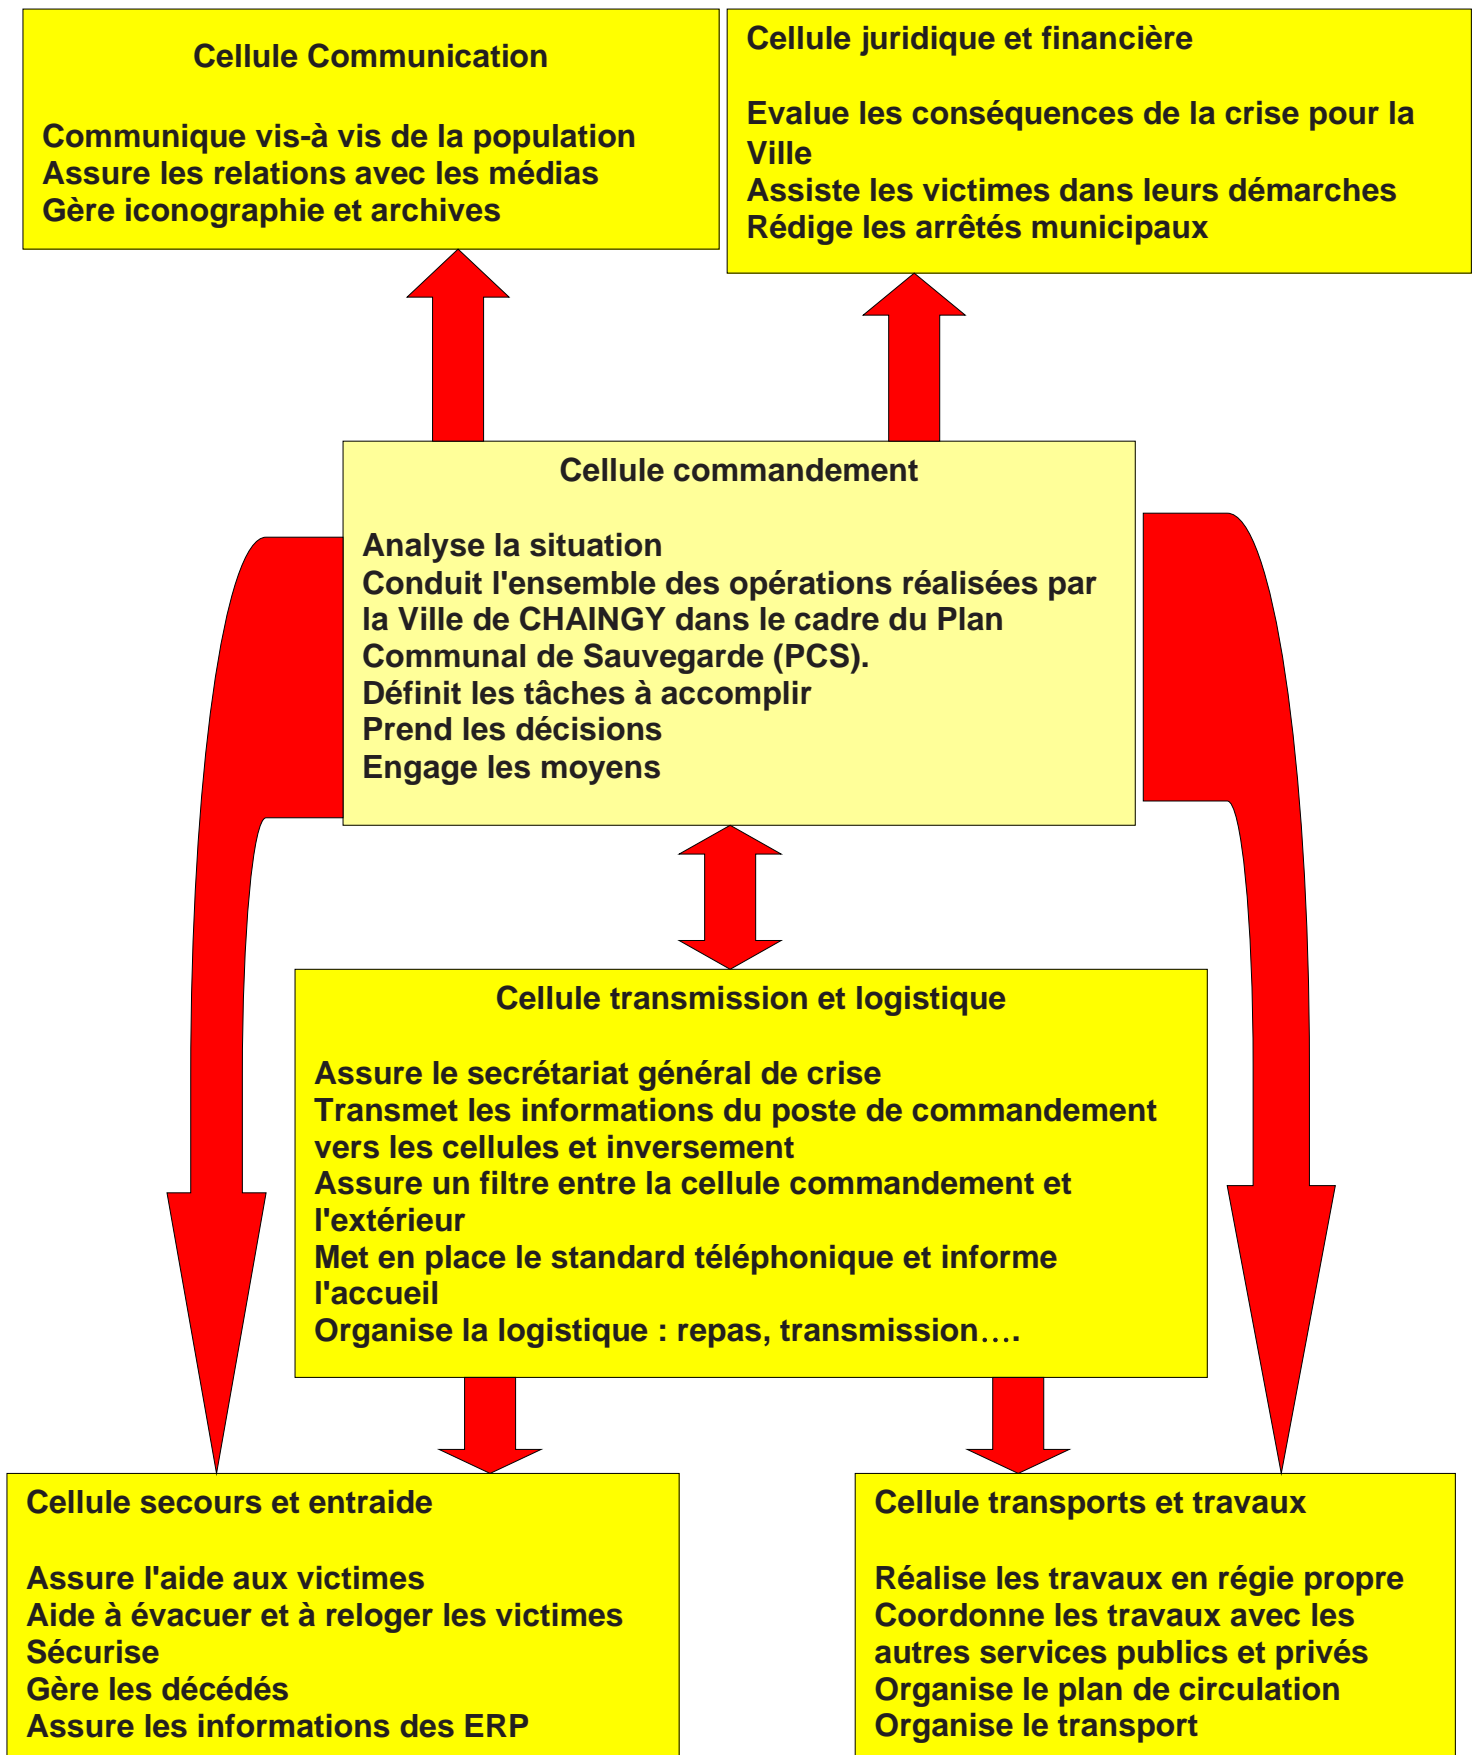 Cellule Communication
Communique vis-à vis de la population
Assure les relations avec les médias
Gère iconographie et archives
Cellule juridique et financière
Evalue les conséquences de la crise pour la
Ville
Assiste les victimes dans leurs démarches
Rédige les arrêtés municipaux
Cellule commandement
Analyse la situation
Conduit l'ensemble des opérations réalisées par
la Ville de CHAINGY dans le cadre du Plan
Communal de Sauvegarde (PCS).
Définit les tâches à accomplir
Prend les décisions
Engage les moyens
Cellule transmission et logistique
Assure le secrétariat général de crise
Transmet les informations du poste de commandement
vers les cellules et inversement
Assure un filtre entre la cellule commandement et
l'extérieur
Met en place le standard téléphonique et informe
l'accueil
Organise la logistique : repas, transmission….
Cellule secours et entraide
Assure l'aide aux victimes
Aide à évacuer et à reloger les victimes
Sécurise
Gère les décédés
Assure les informations des ERP
Cellule transports et travaux
Réalise les travaux en régie propre
Coordonne les travaux avec les
autres services publics et privés
Organise le plan de circulation
Organise le transport